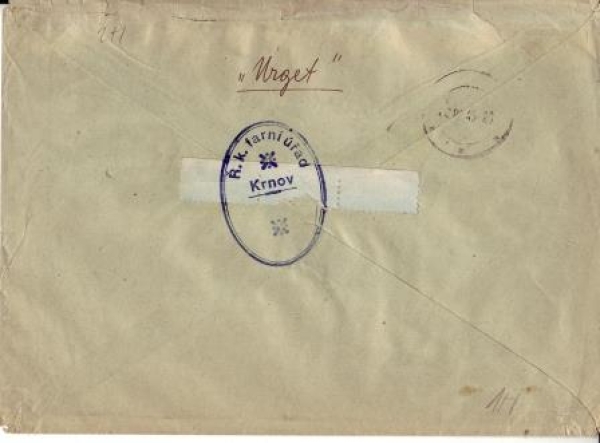 „Urget"
Ř. k. farní úřad
Krnov